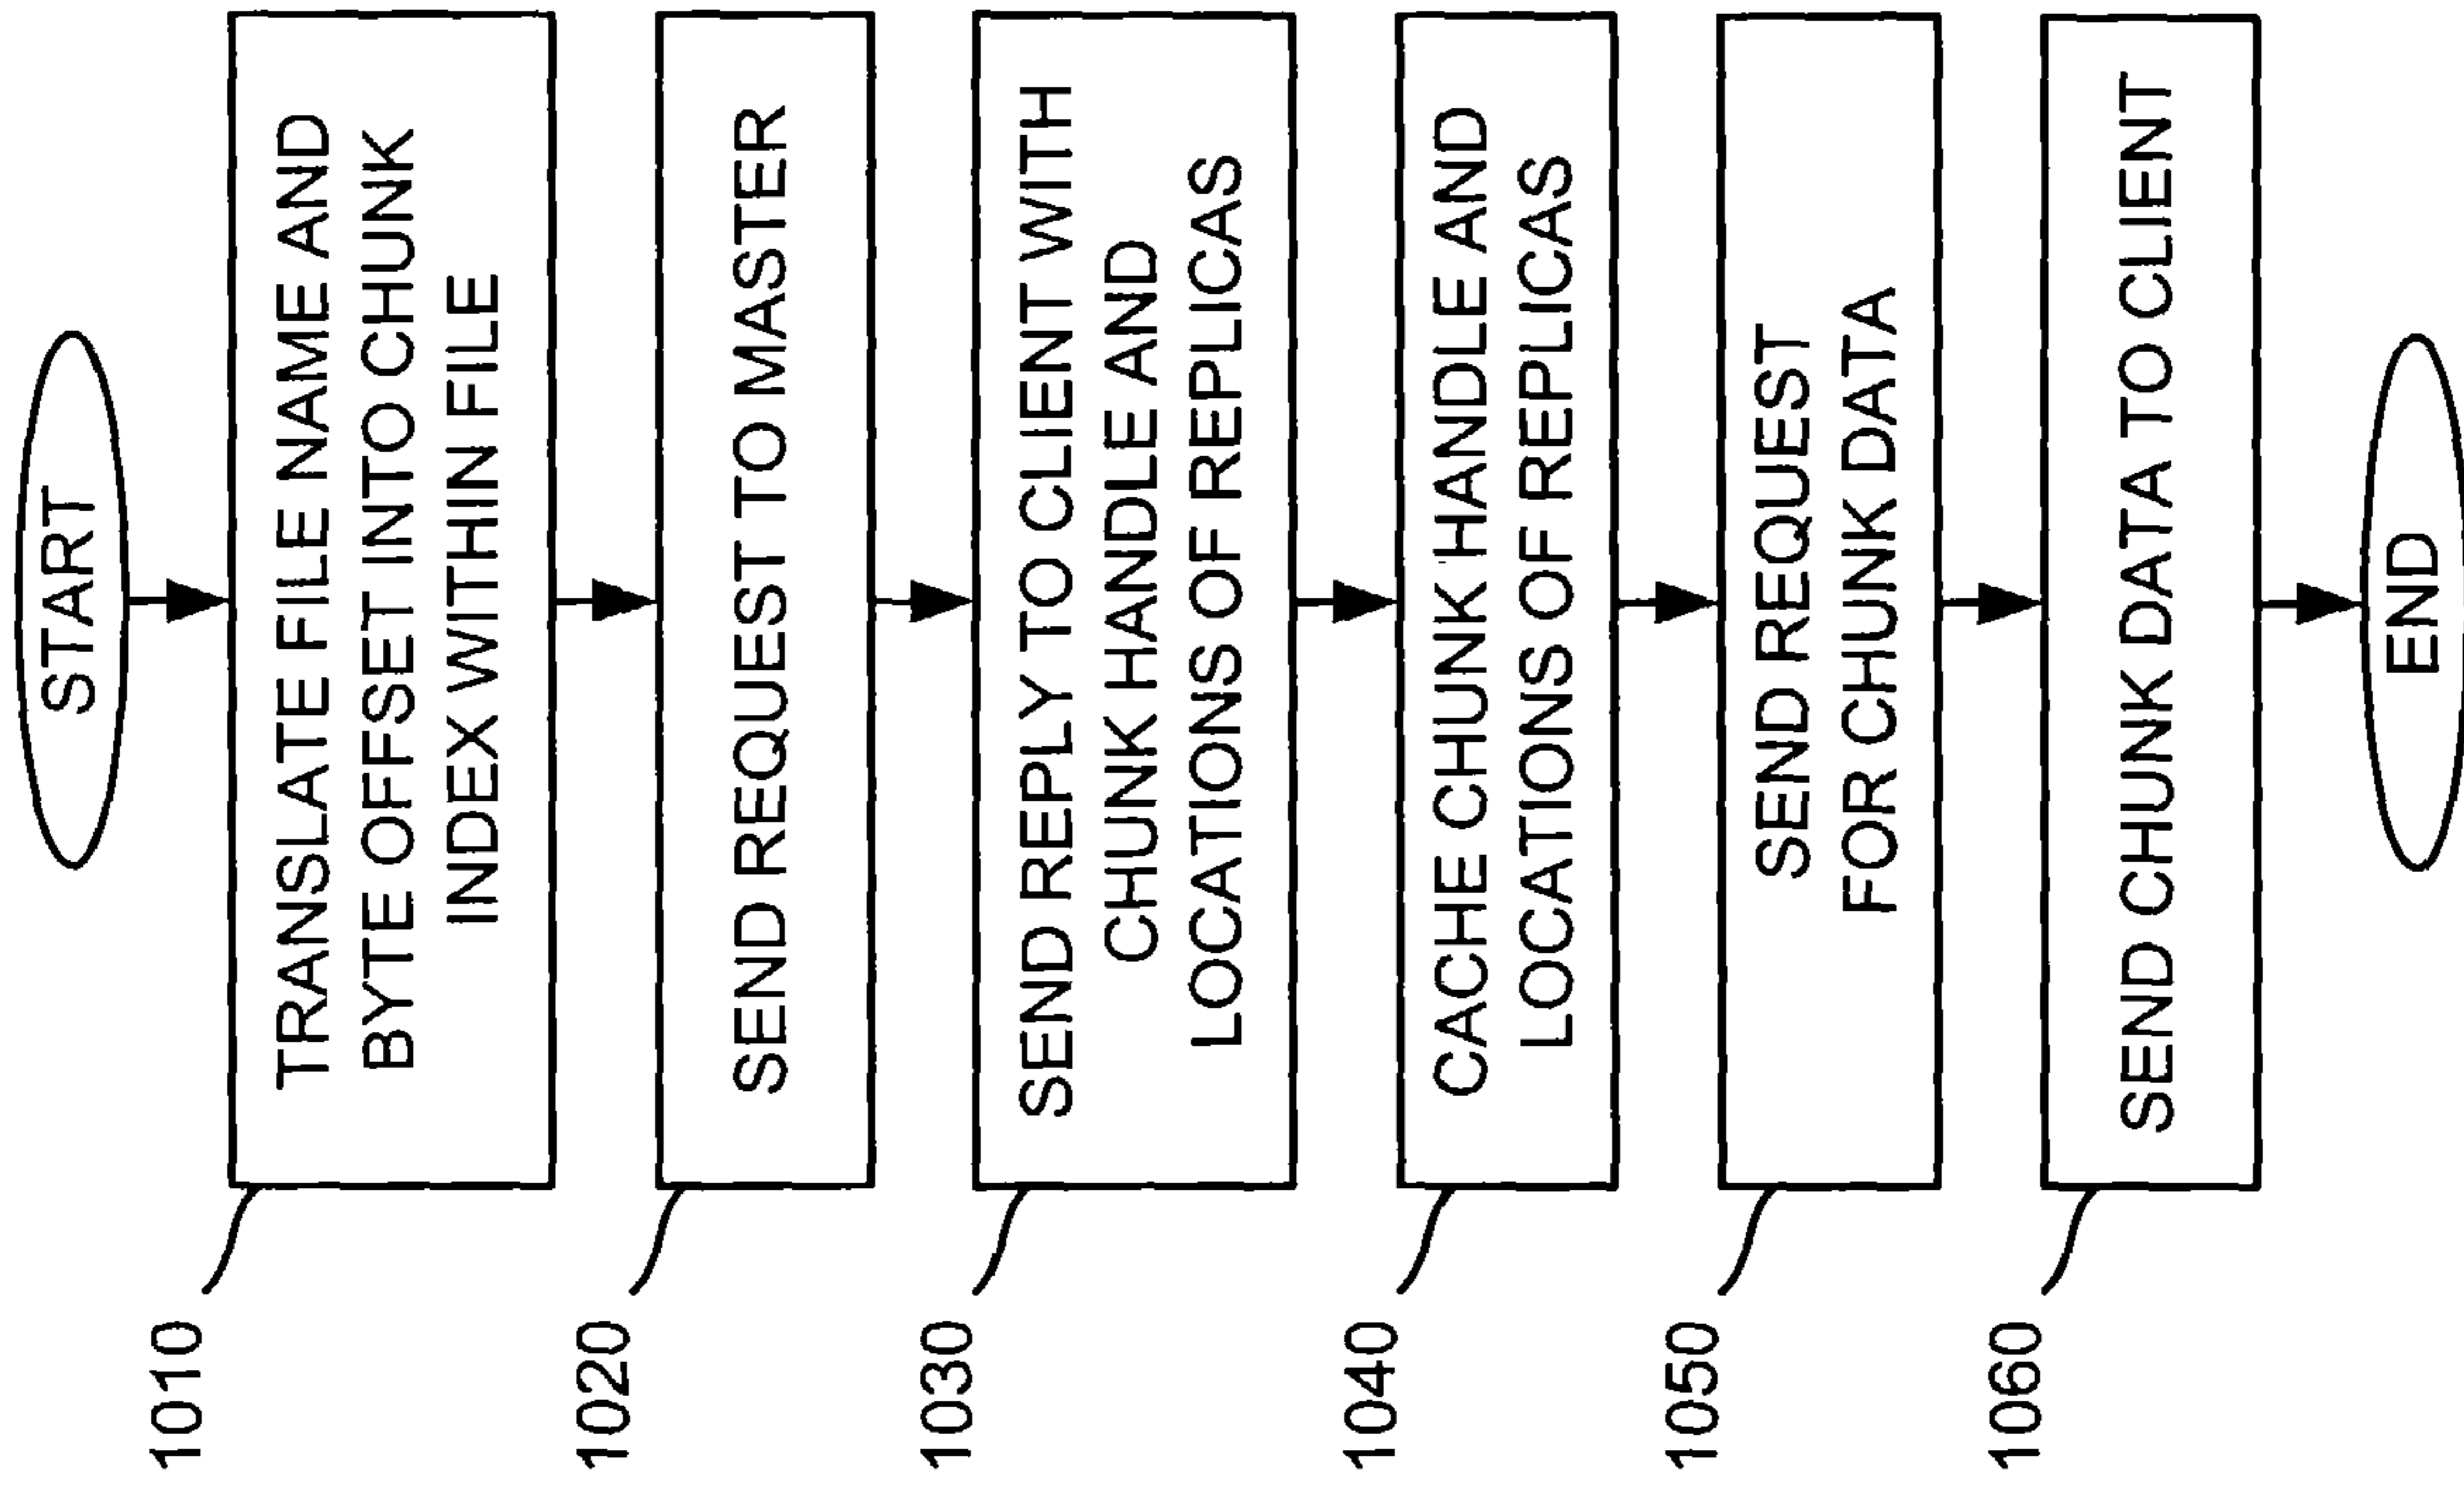 START
1010
TRANSLATE FILE NAME AND
BYTE OFFSET INTO CHUNK
INDEX WITHIN FILE
1020
SEND REQUEST TO MASTER
1030
SEND REPLY TO CLIENT WITH
CHUNK HANDLE AND
LOCATIONS OF REPLICAS
1040
CACHE CHUNK HANDLE AND
LOCATIONS OF REPLICAS
1050
SEND REQUEST
FOR CHUNK DATA
1060
SEND CHUNK DATA TO CLIENT
END